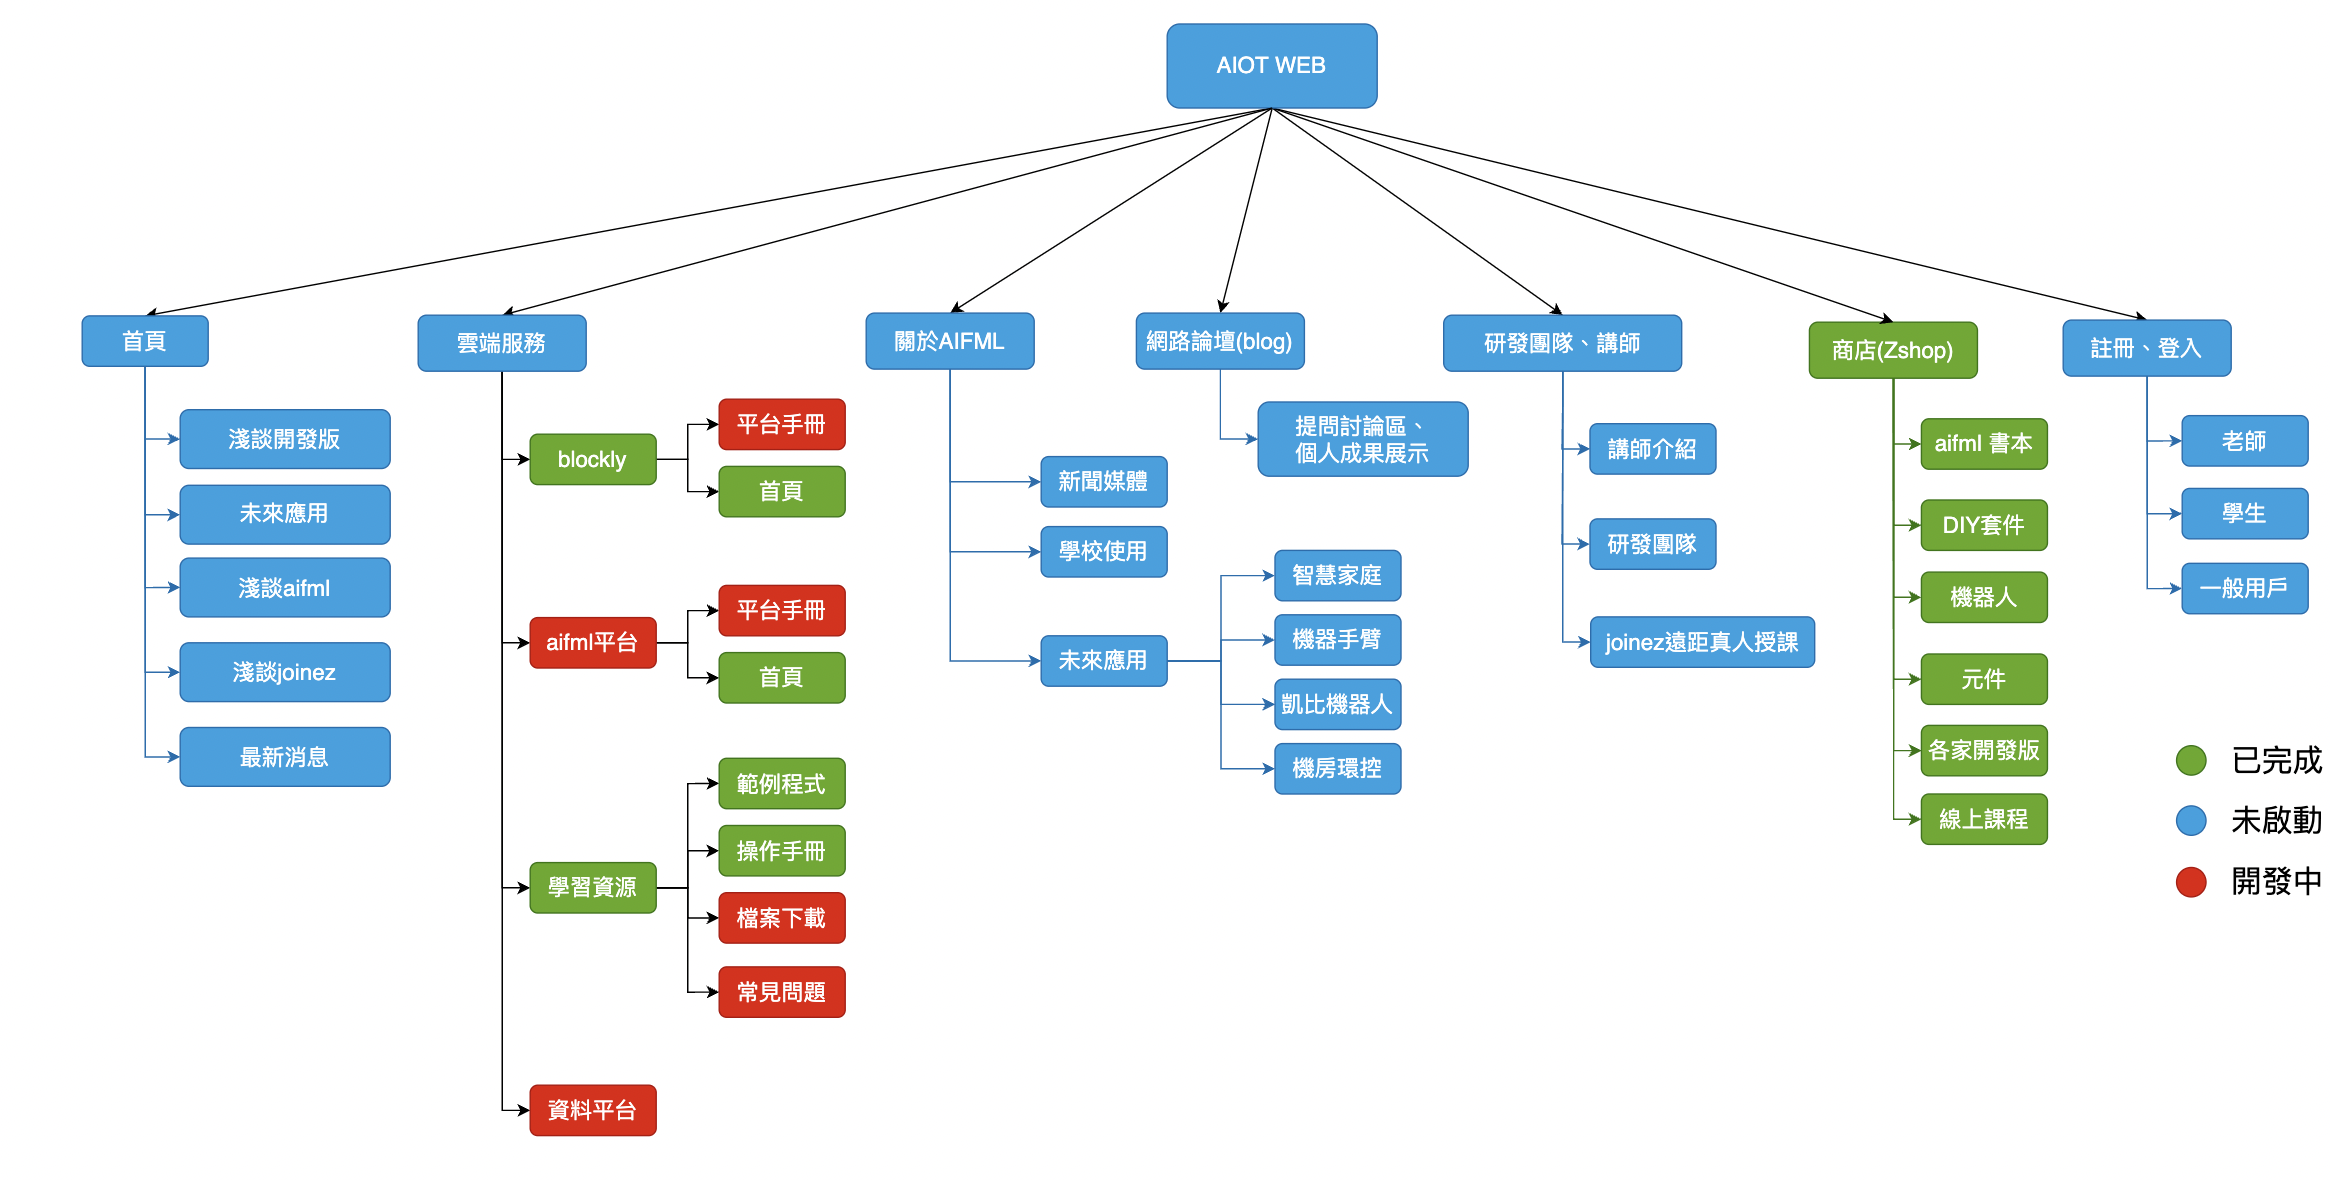 AIOT WEB
首頁
淺談開發版
未來應用
淺談aifml
淺談joinez
最新消息
雲端服務
blockly
平台手冊
首頁
aifml平台
平台手冊
首頁
學習資源
範例程式
操作手冊
檔案下載
常見問題
資料平台
關於AIFML
新聞媒體
學校使用
未來應用
智慧家庭
機器手臂
凱比機器人
機房環控
網路論壇(blog)
提問討論區、
個人成果展示
研發團隊、講師
講師介紹
研發團隊
joinez遠距真人授課
商店(Zshop)
aifml 書本
DIY套件
機器人
元件
各家開發版
線上課程
註冊、登入
老師
學生
一般用戶
已完成
未啟動
開發中